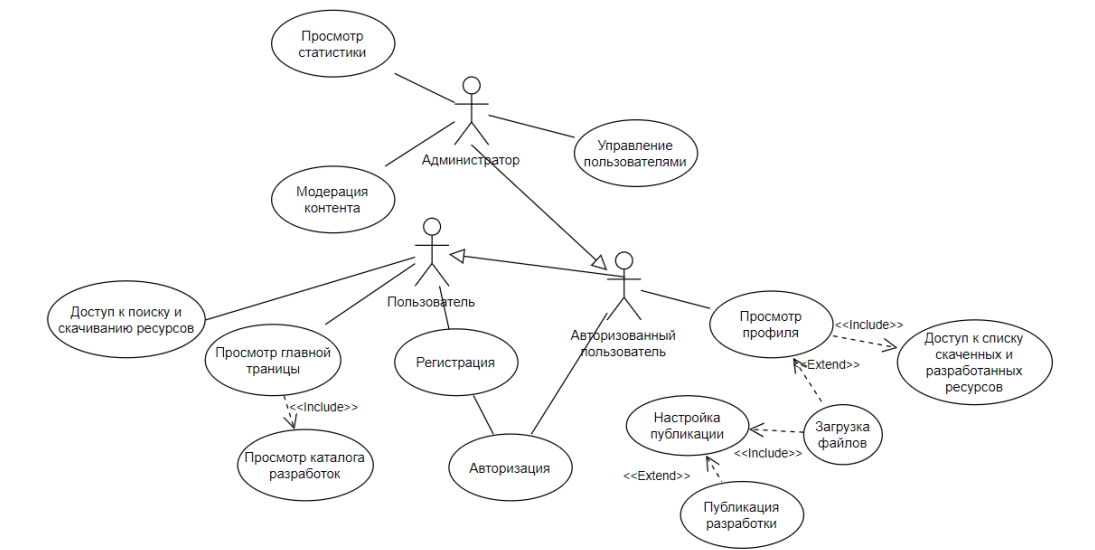 Просмотр
статистики
Администратор
Управление
пользователями
Модерация
контента
Пользователь
Авторизованный
пользователь
Доступ к поиску и
скачиванию ресурсов
Просмотр главной
траницы
<<Include>>
Просмотр каталога
разработок
Регистрация
Авторизация
Просмотр
профиля
<<Include>>
Доступ к списку
скаченных и
разработанных
ресурсов
<<Extend>>
Загрузка
файлов
Настройка
публикации
<<Include>>
<<Extend>>
Публикация
разработки